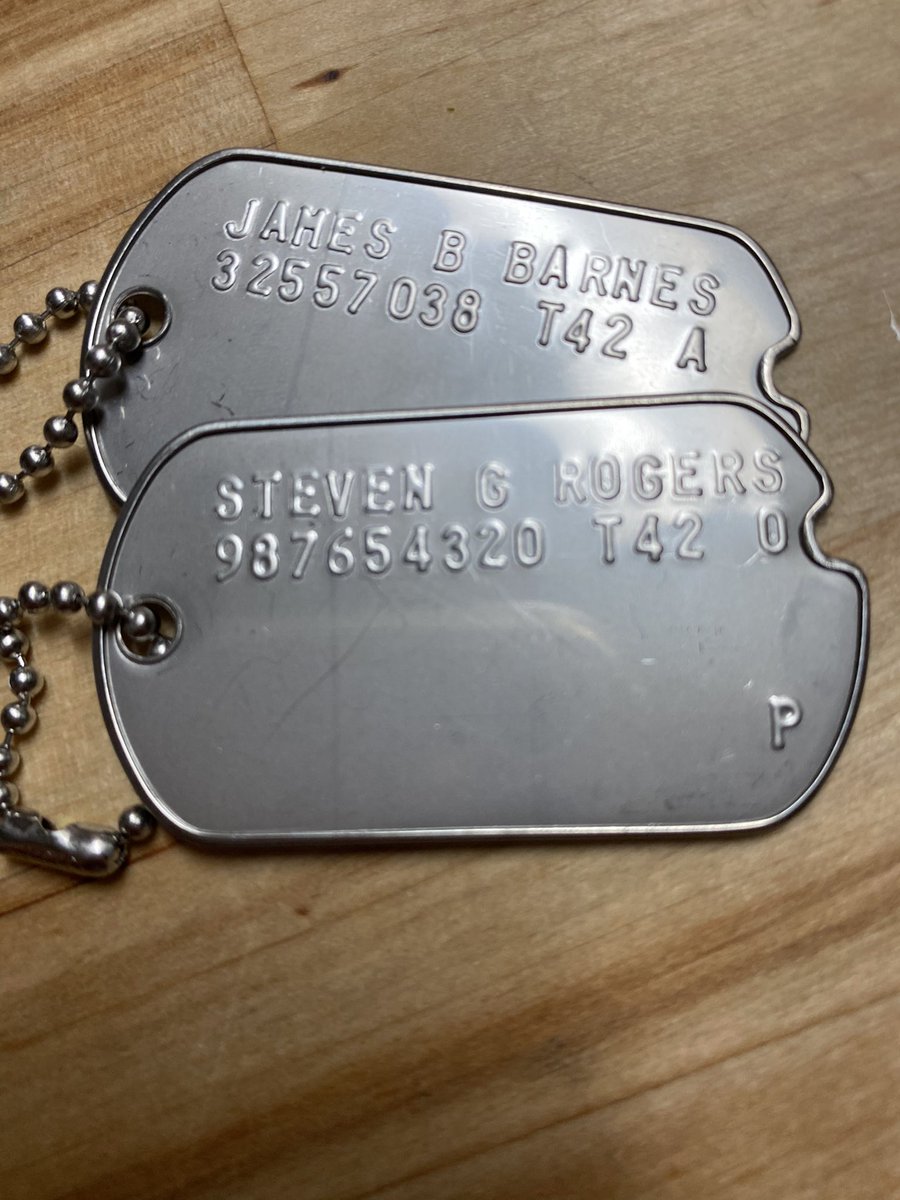 JAMES B BARNES
32557038 T42 A
STEVEN G ROGERS
987654320 T42 O
P